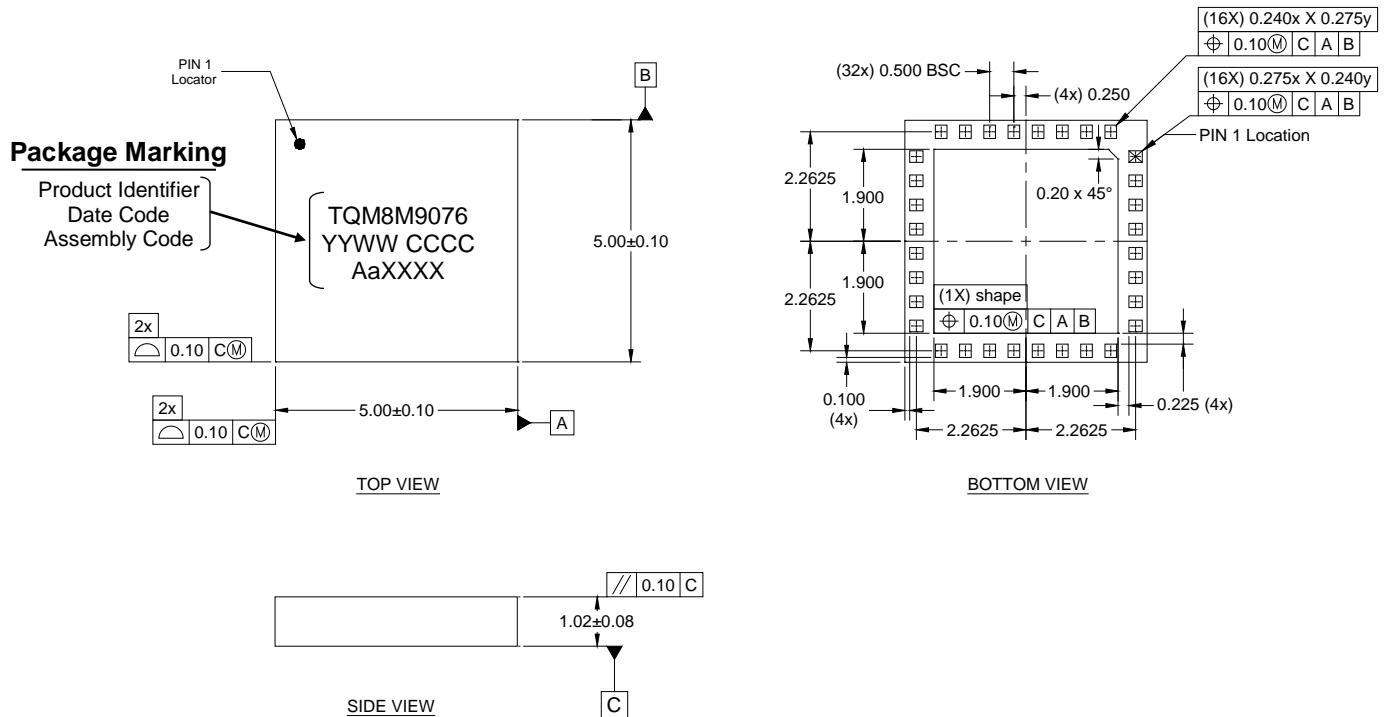 PIN 1
Locator
Package Marking
Product Identifier
Date Code
Assembly Code
TQM8M9076
YYWW CCCC
AaXXXX
B
5.00±0.10
2x
⌓ 0.10 CⓂ
2x
⌓ 0.10 CⓂ
5.00±0.10
A
TOP VIEW
(16X) 0.240x X 0.275y
⌖ 0.10Ⓜ C A B
(16X) 0.275x X 0.240y
⌖ 0.10Ⓜ C A B
PIN 1 Location
(32x) 0.500 BSC
(4x) 0.250
2.2625
1.900
0.20 x 45°
1.900
2.2625
(1X) shape
⌖ 0.10Ⓜ C A B
0.100
(4x)
1.900
1.900
0.225 (4x)
2.2625
2.2625
BOTTOM VIEW
// 0.10 C
1.02±0.08
C
SIDE VIEW